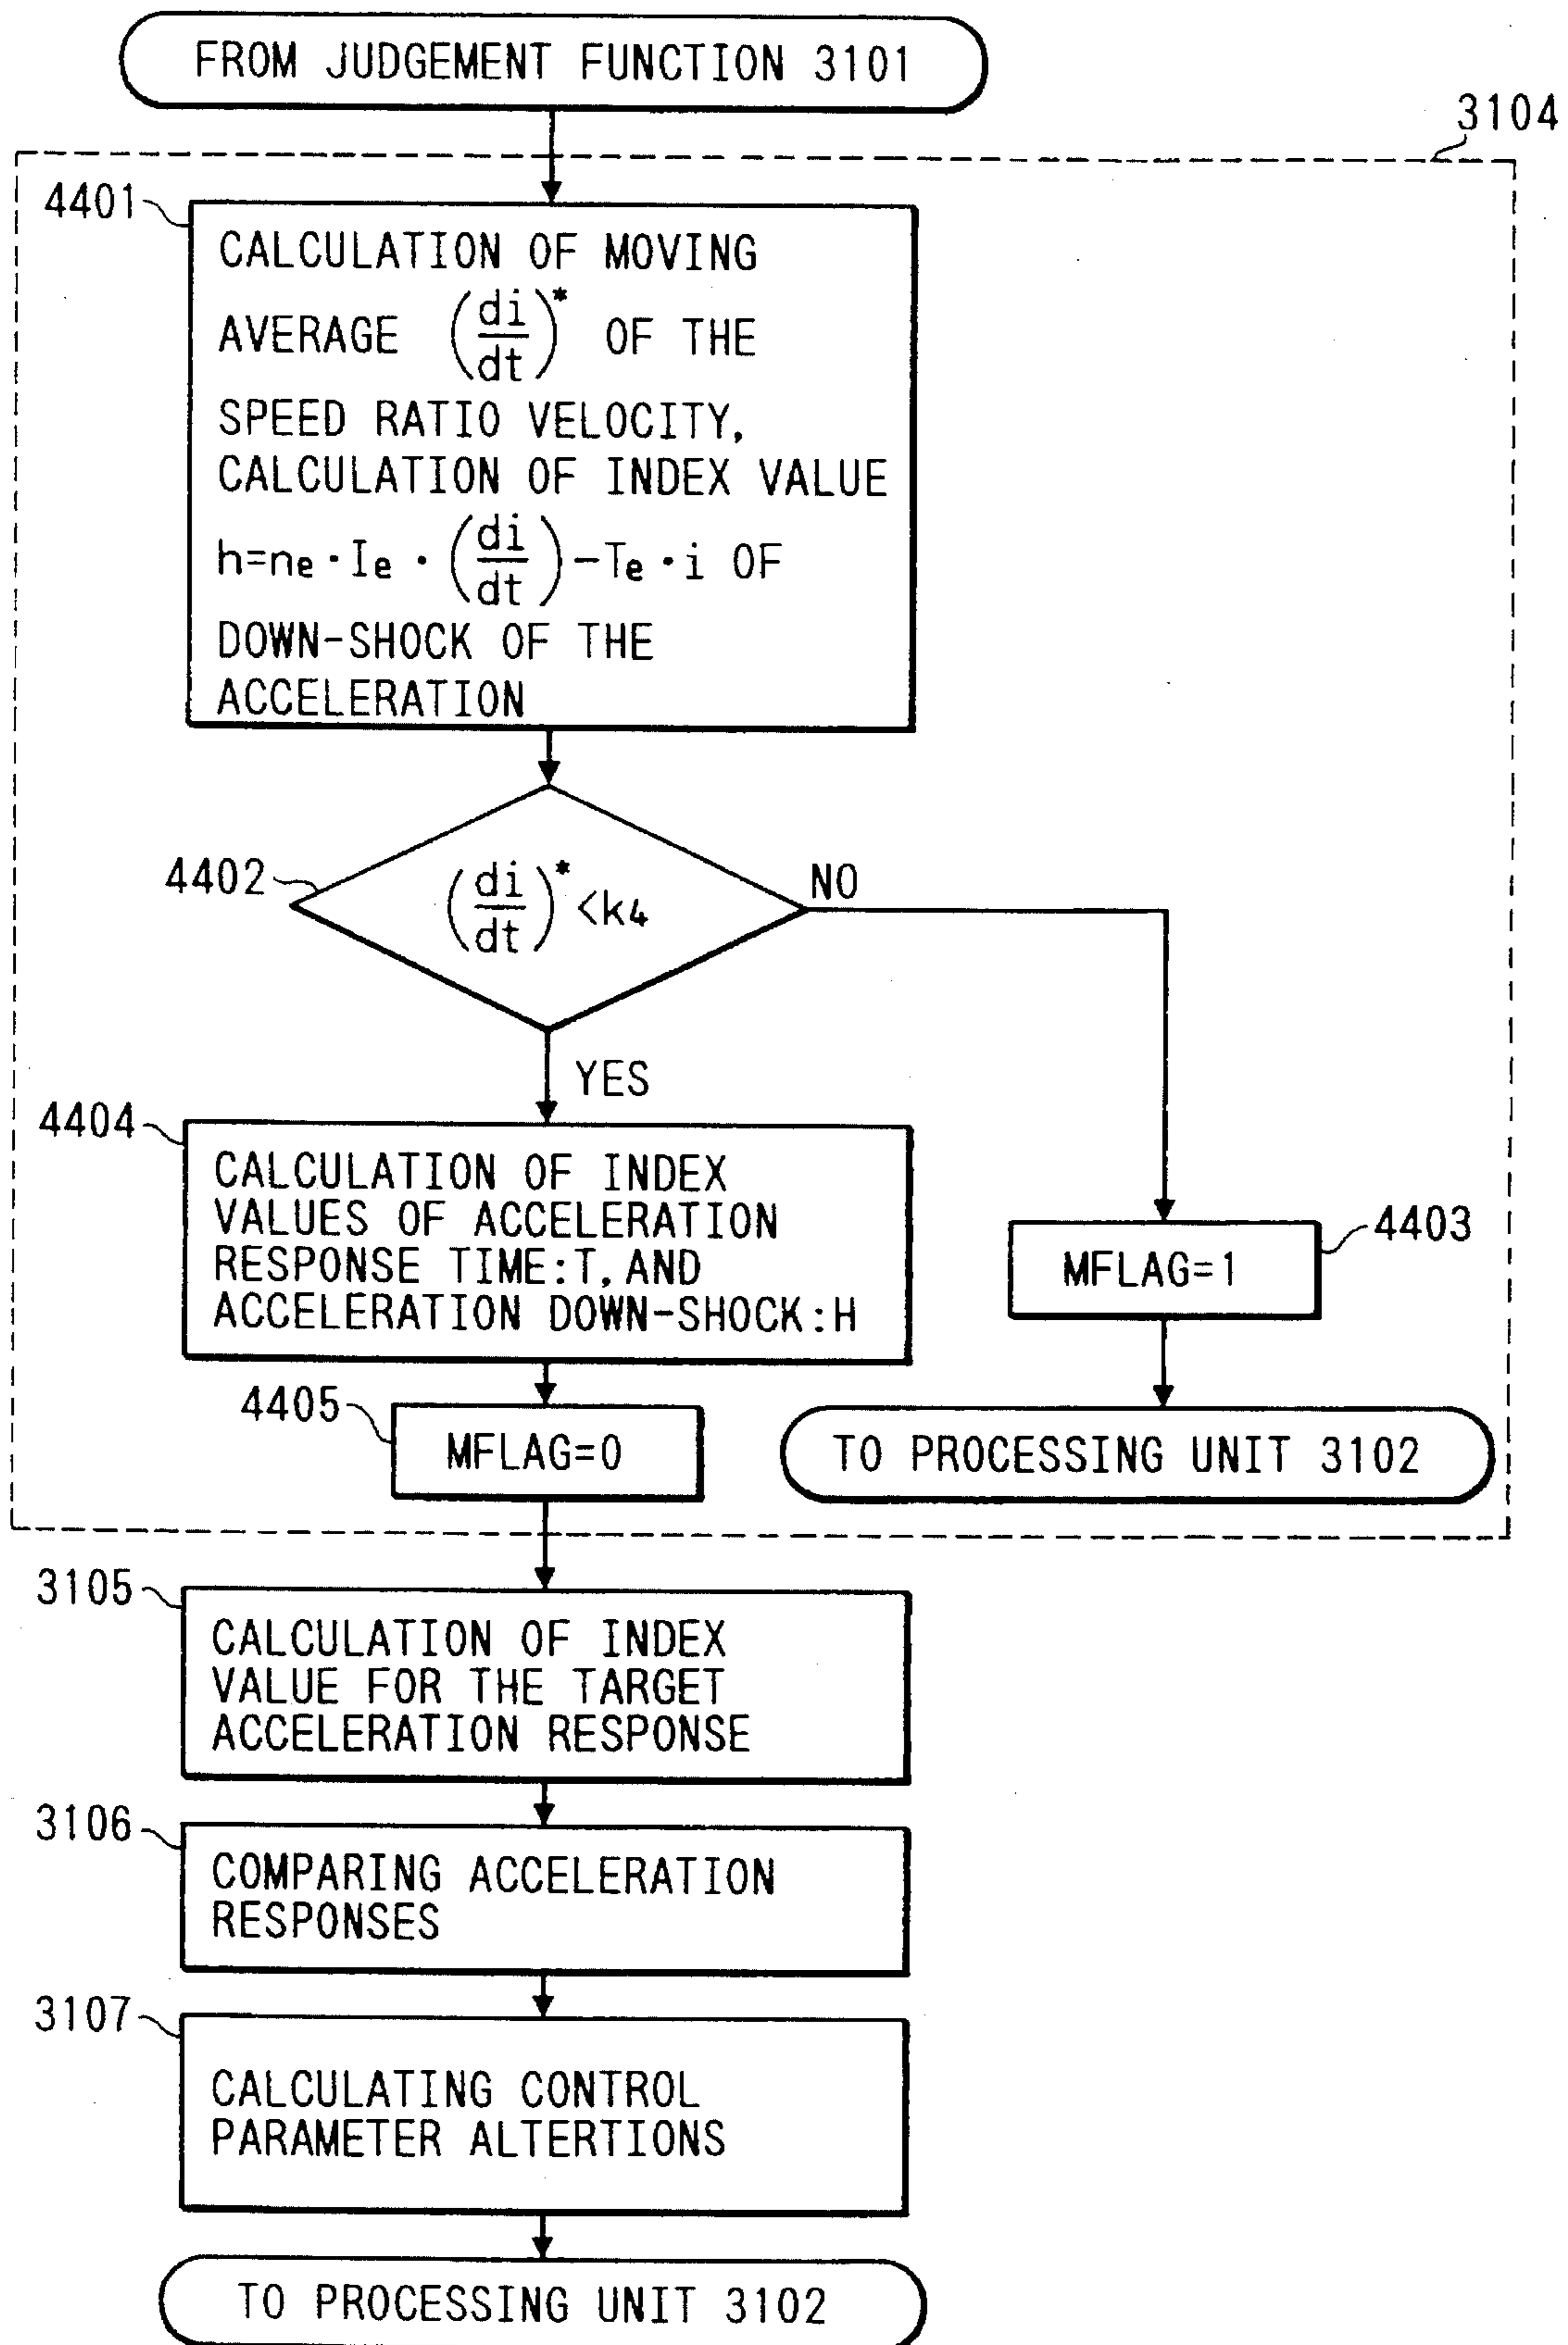 FROM JUDGEMENT FUNCTION 3101
3104
4401
CALCULATION OF MOVING
AVERAGE (di/dt)* OF THE
SPEED RATIO VELOCITY,
CALCULATION OF INDEX VALUE
h=ne·Ie·(di/dt)-Te·i OF
DOWN-SHOCK OF THE
ACCELERATION
4402
(di/dt)*<k4
NO
YES
4404
CALCULATION OF INDEX
VALUES OF ACCELERATION
RESPONSE TIME:T, AND
ACCELERATION DOWN-SHOCK:H
4403
MFLAG=1
4405
MFLAG=0
TO PROCESSING UNIT 3102
3105
CALCULATION OF INDEX
VALUE FOR THE TARGET
ACCELERATION RESPONSE
3106
COMPARING ACCELERATION
RESPONSES
3107
CALCULATING CONTROL
PARAMETER ALTERTIONS
TO PROCESSING UNIT 3102